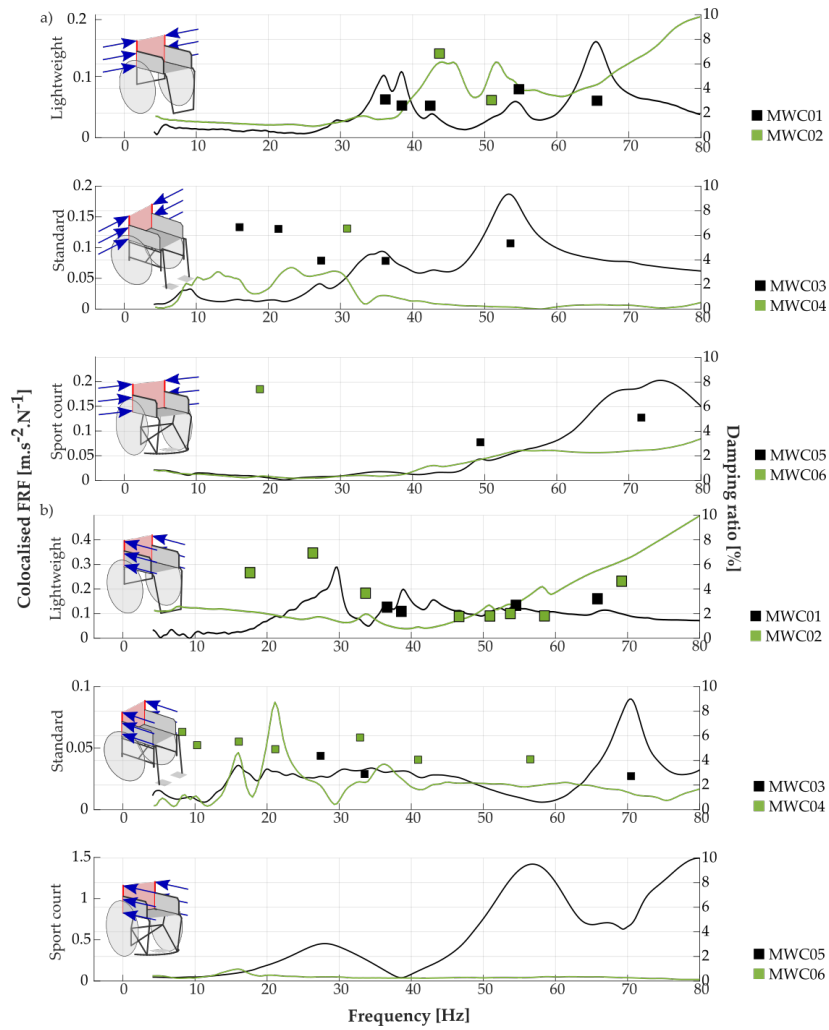 a)
0.2
0.1
0
Lightweight
10
8
6
4
2
0
0 10 20 30 40 50 60 70 80
MWC01
MWC02
0.2
0.15
0.1
0.05
0
Standard
10
8
6
4
2
0
0 10 20 30 40 50 60 70 80
MWC03
MWC04
0.2
0.15
0.1
0.05
0
Sport court
10
8
6
4
2
0
0 10 20 30 40 50 60 70 80
MWC05
MWC06
Colocalised FRF [m.s-2.N-1]
Damping ratio [%]
b)
0.4
0.3
0.2
0.1
0
Lightweight
10
8
6
4
2
0
0 10 20 30 40 50 60 70 80
MWC01
MWC02
0.1
0.05
0
Standard
10
8
6
4
2
0
0 10 20 30 40 50 60 70 80
MWC03
MWC04
1.5
1
0.5
0
Sport court
10
8
6
4
2
0
0 10 20 30 40 50 60 70 80
MWC05
MWC06
Frequency [Hz]